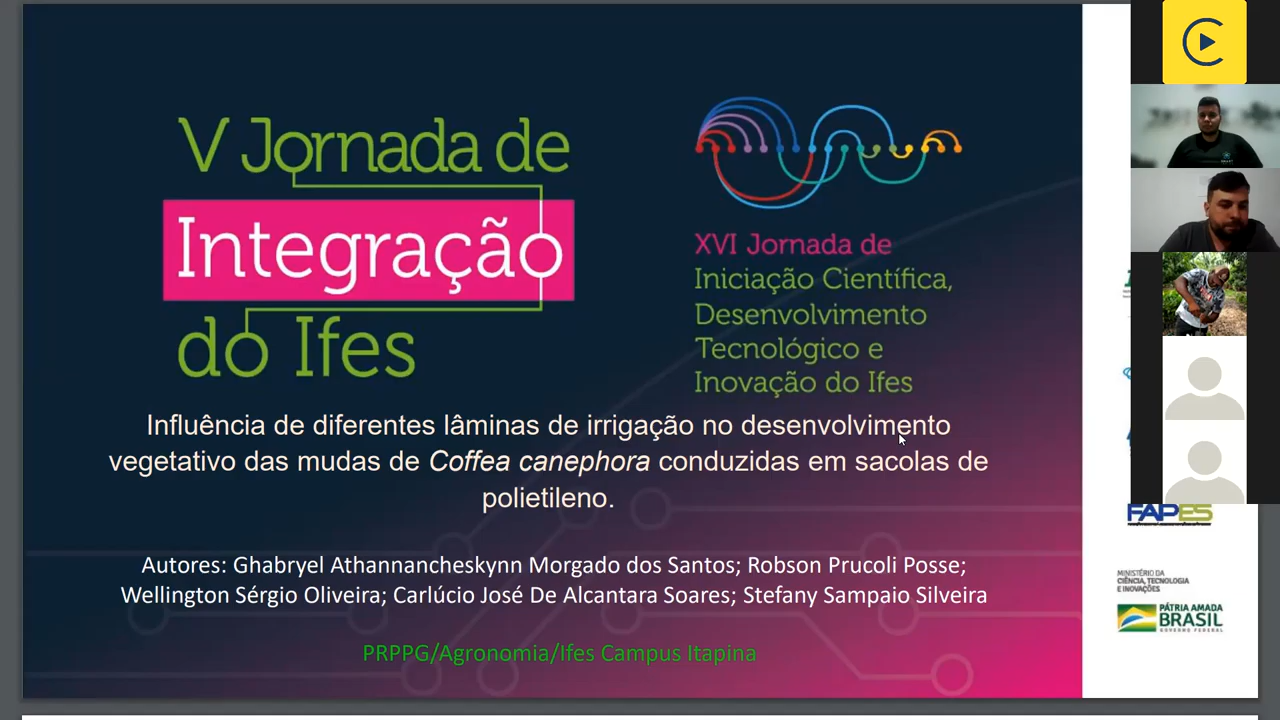 V Jornada de
Integração
do Ifes
XVI Jornada de
Iniciação Científica,
Desenvolvimento
Tecnológico e
Inovação do Ifes
Influência de diferentes lâminas de irrigação no desenvolvimento
vegetativo das mudas de Coffea canephora conduzidas em sacolas de
polietileno.
Autores: Ghabryel Athannancheskynn Morgado dos Santos; Robson Prucoli Posse;
Wellington Sérgio Oliveira; Camilo José De Alcantara Soares; Stefany Sampaio Silveira
PRPPG/Agronomia/Ifes Campus Itapina
FAPES
MINISTÉRIO DA
CIÊNCIA, TECNOLOGIA
E INOVAÇÕES
PÁTRIA AMADA
BRASIL
GOVERNO FEDERAL